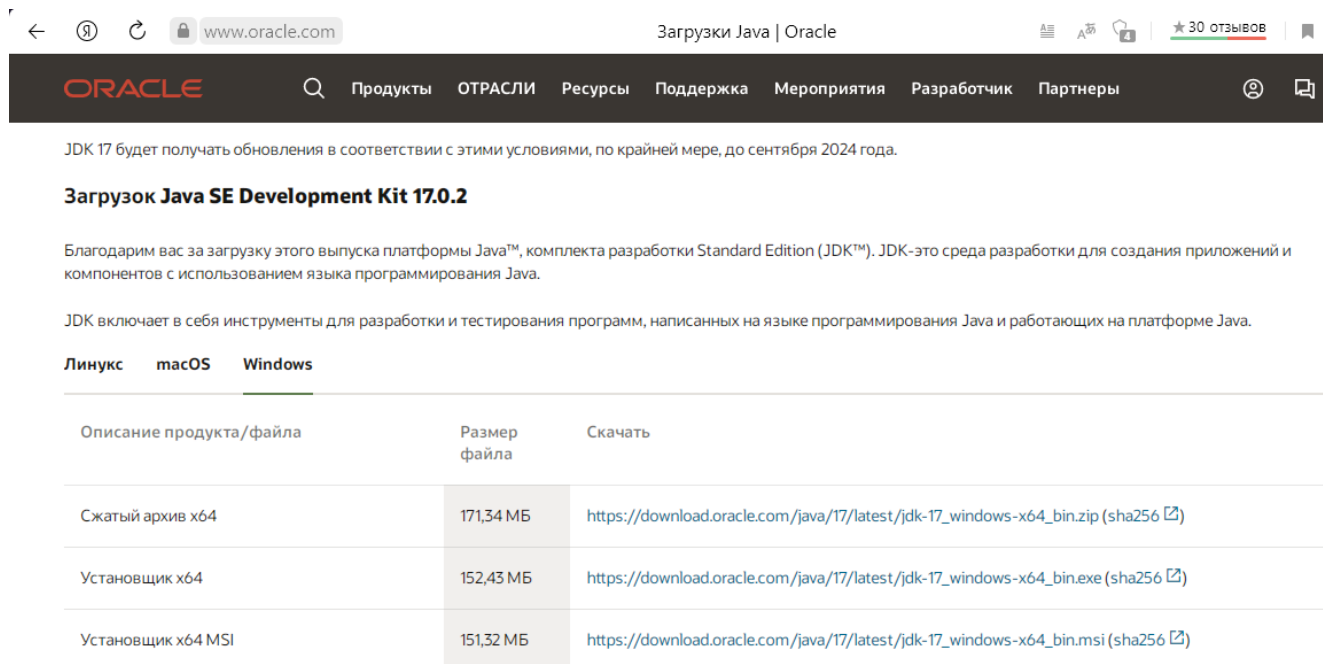 www.oracle.com Загрузки Java | Oracle ★ 30 отзывов
ORACLE Продукты ОТРАСЛИ Ресурсы Поддержка Мероприятия Разработчик Партнеры
JDK 17 будет получать обновления в соответствии с этими условиями, по крайней мере, до сентября 2024 года.
Загрузок Java SE Development Kit 17.0.2
Благодарим вас за загрузку этого выпуска платформы Java™, комплекта разработки Standard Edition (JDK™). JDK-это среда разработки для создания приложений и
компонентов с использованием языка программирования Java.
JDK включает в себя инструменты для разработки и тестирования программ, написанных на языке программирования Java и работающих на платформе Java.
Линукс macOS Windows
Описание продукта/файла Размер Скачать
файла
Сжатый архив x64 171,34 МБ https://download.oracle.com/java/17/latest/jdk-17_windows-x64_bin.zip (sha256)
Установщик x64 152,43 МБ https://download.oracle.com/java/17/latest/jdk-17_windows-x64_bin.exe (sha256)
Установщик x64 MSI 151,32 МБ https://download.oracle.com/java/17/latest/jdk-17_windows-x64_bin.msi (sha256)